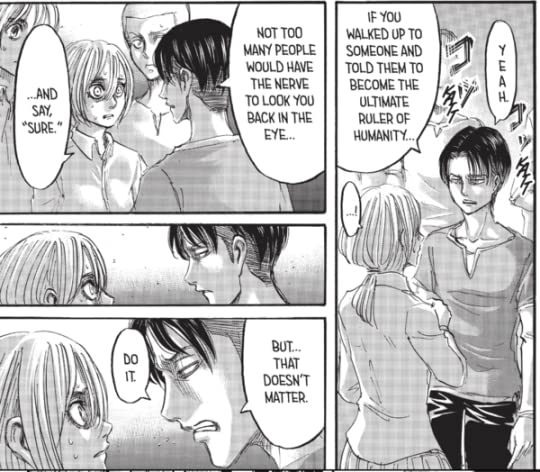 YEAH.
IF YOU
WALKED UP TO
SOMEONE AND
TOLD THEM TO
BECOME THE
ULTIMATE
RULER OF
HUMANITY...
...!
NOT TOO
MANY PEOPLE
WOULD HAVE
THE NERVE
TO LOOK YOU
BACK IN THE
EYE...
...AND
SAY,
"SURE."
BUT...
THAT
DOESN'T
MATTER.
DO
IT.